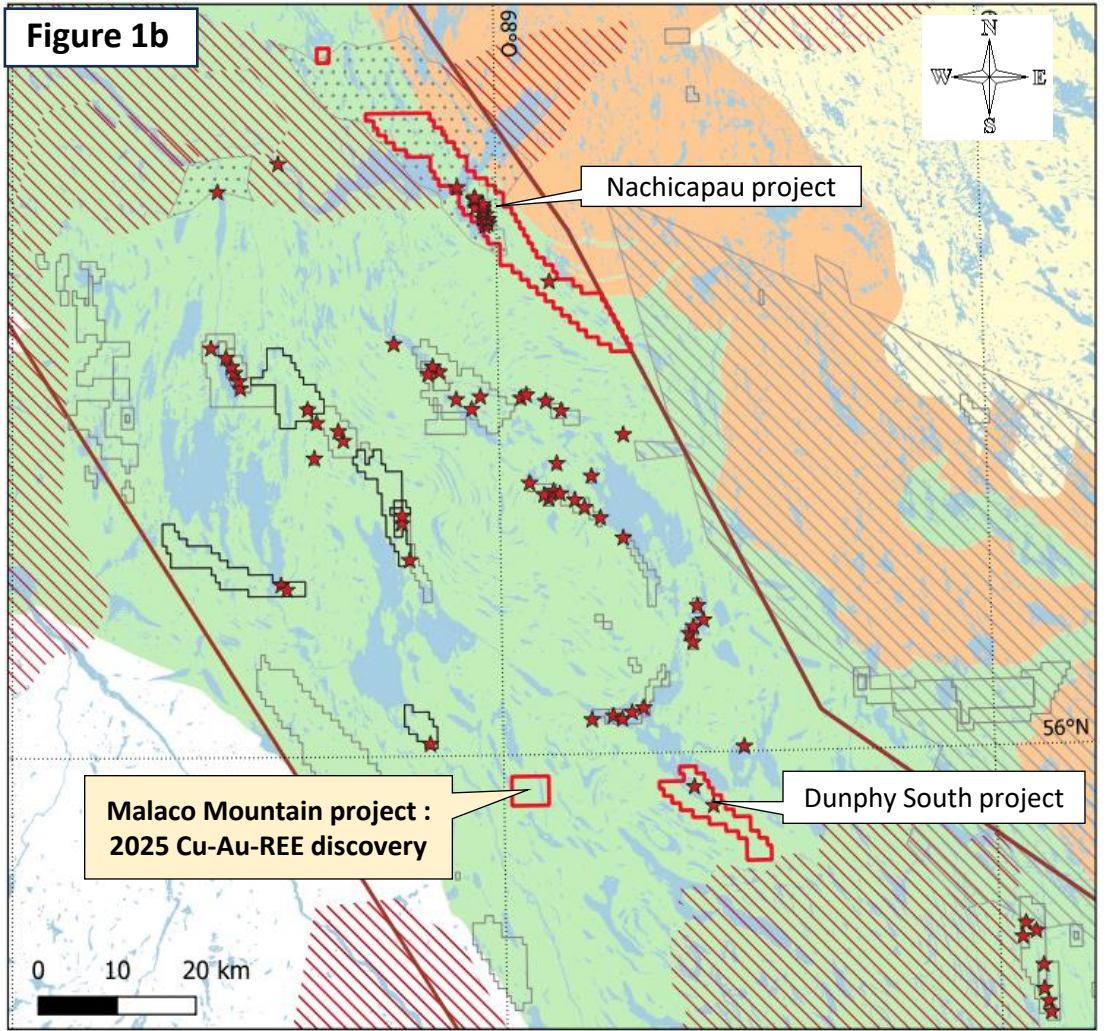 Figure 1b
68°O
N
W
E
S
Nachicapau project
56°N
Malaco Mountain project :
2025 Cu-Au-REE discovery
Dunphy South project
0 10 20 km